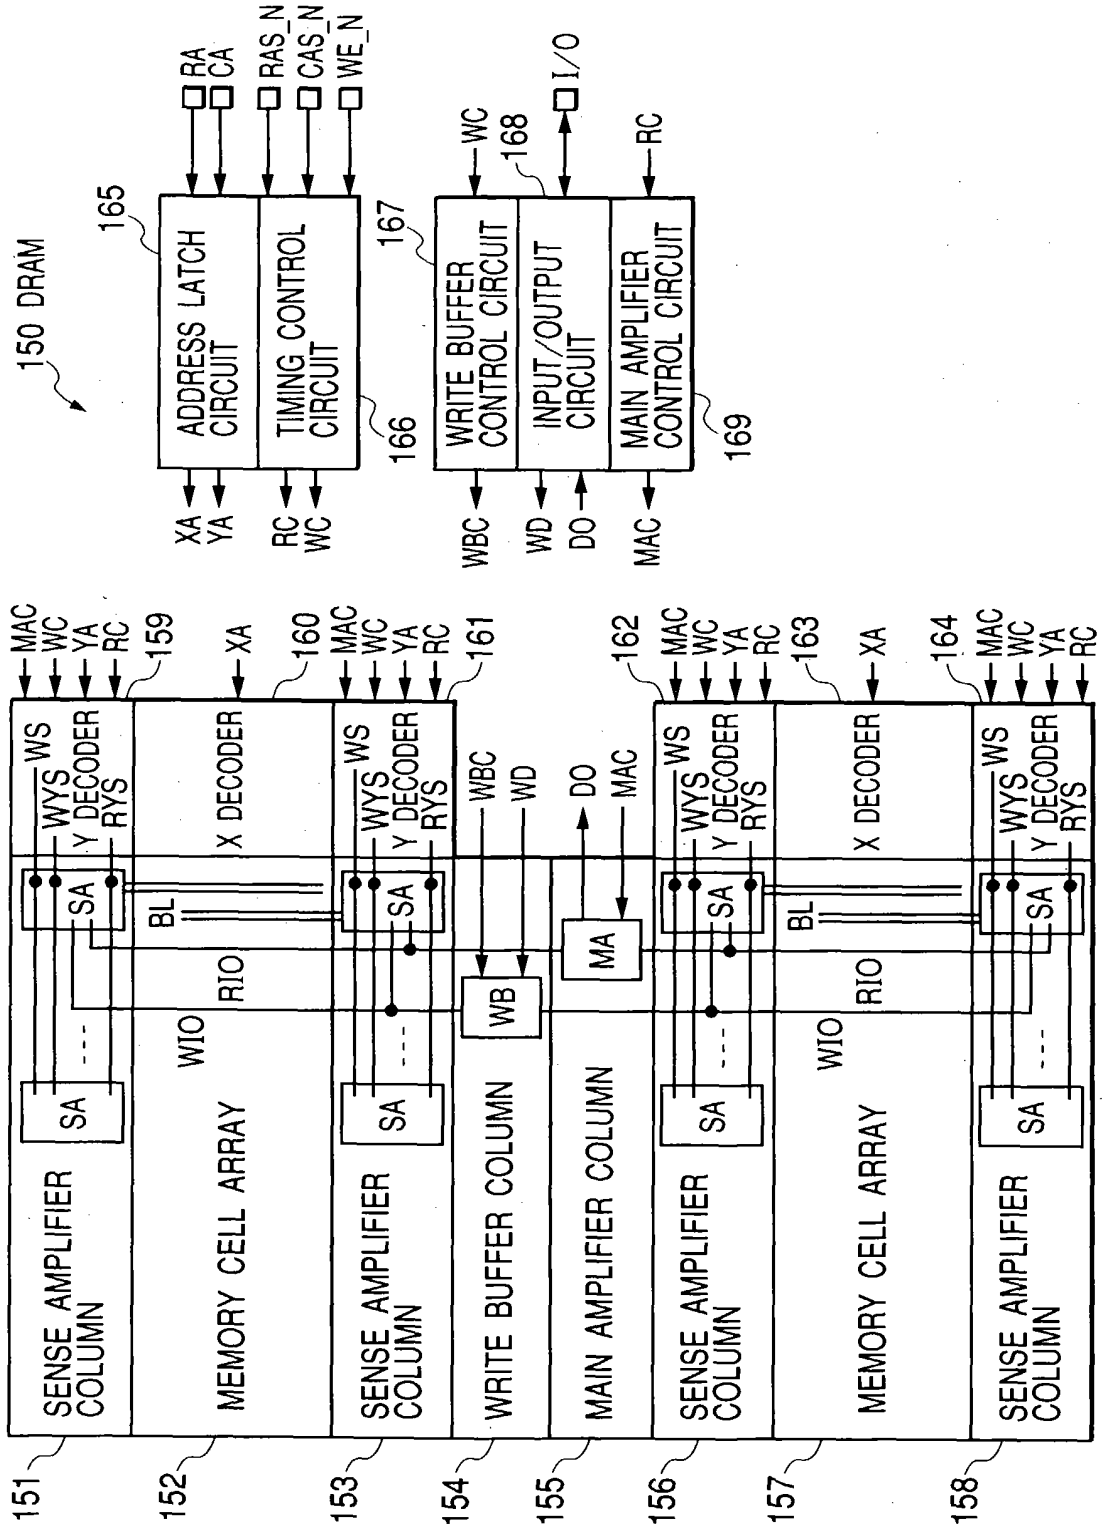 150 DRAM
165
ADDRESS LATCH
CIRCUIT
RA
CA
XA
YA
TIMING CONTROL
CIRCUIT
166
RAS_N
CAS_N
WE_N
RC
WC
167
WRITE BUFFER
CONTROL CIRCUIT
WC
WBC
168
INPUT/OUTPUT
CIRCUIT
I/O
WD
DO
MAIN AMPLIFIER
CONTROL CIRCUIT
169
RC
MAC
151
SENSE AMPLIFIER
COLUMN
SA
----
SA
WS
WYS
Y DECODER
RYS
MAC
WC
YA
RC
159
152
MEMORY CELL ARRAY
WIO
RIO
BL
X DECODER
XA
160
153
SENSE AMPLIFIER
COLUMN
SA
----
SA
WS
WYS
Y DECODER
RYS
MAC
WC
YA
RC
161
154
WRITE BUFFER COLUMN
WB
WBC
WD
155
MAIN AMPLIFIER COLUMN
MA
DO
MAC
156
SENSE AMPLIFIER
COLUMN
SA
----
SA
WS
WYS
Y DECODER
RYS
162
MAC
WC
YA
RC
157
MEMORY CELL ARRAY
WIO
RIO
BL
X DECODER
163
XA
158
SENSE AMPLIFIER
COLUMN
SA
---
SA
WS
WYS
Y DECODER
RYS
164
MAC
WC
YA
RC